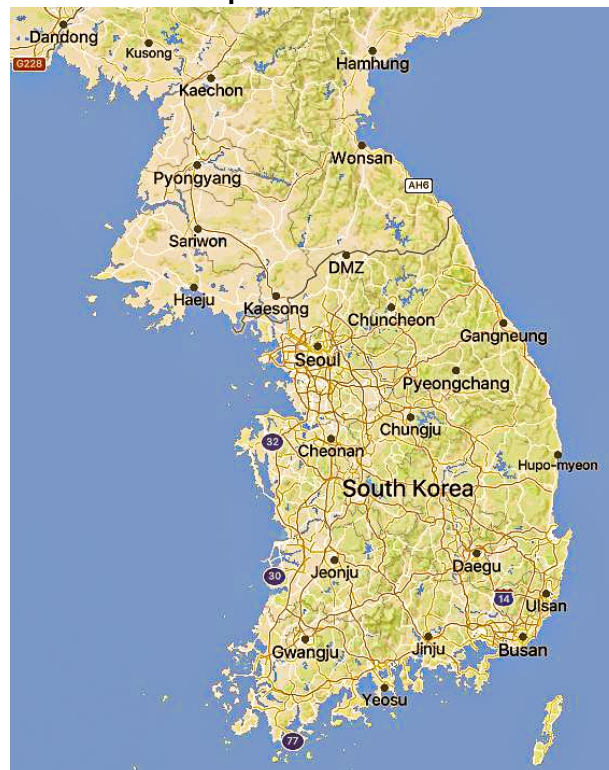 Dandong
Kusong
G228
Hamhung
Kaechon
Wonsan
Pyongyang
AH6
Sariwon
DMZ
Haeju
Kaesong
Chuncheon
Gangneung
Seoul
Pyeongchang
Chungju
32
Cheonan
Hupo-myeon
South Korea
Jeonju
Daegu
30
14
Ulsan
Gwangju
Jinju
Busan
Yeosu
77